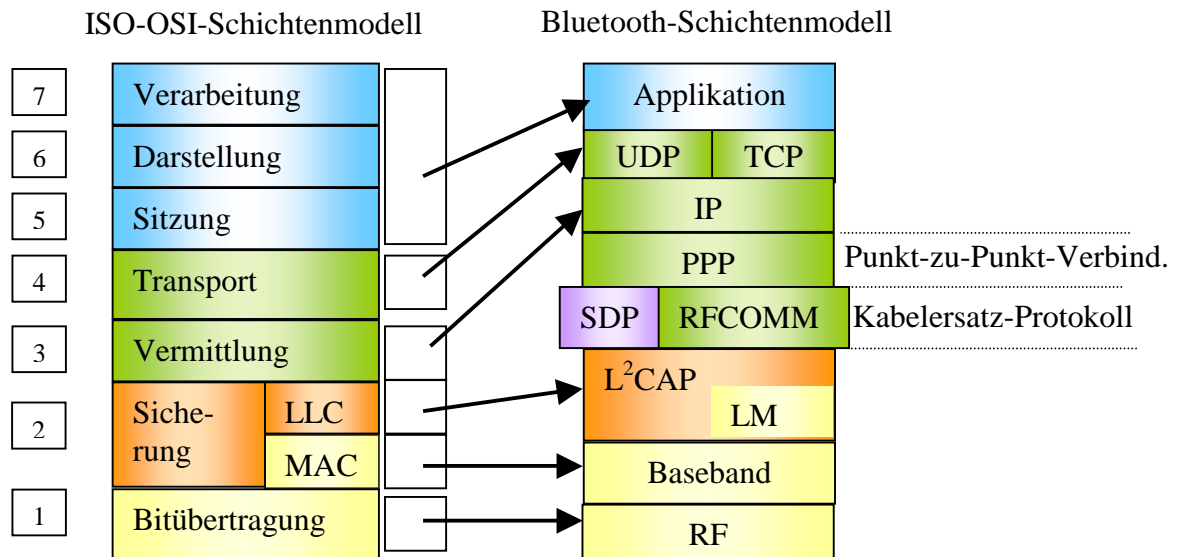 ISO-OSI-Schichtenmodell
Bluetooth-Schichtenmodell
7
Verarbeitung
Applikation
6
Darstellung
UDP
TCP
5
Sitzung
IP
4
Transport
PPP
Punkt-zu-Punkt-Verbind.
SDP
RFCOMM
Kabelersatz-Protokoll
3
Vermittlung
2
Siche-
rung
LLC
MAC
L²CAP
LM
Baseband
1
Bitübertragung
RF